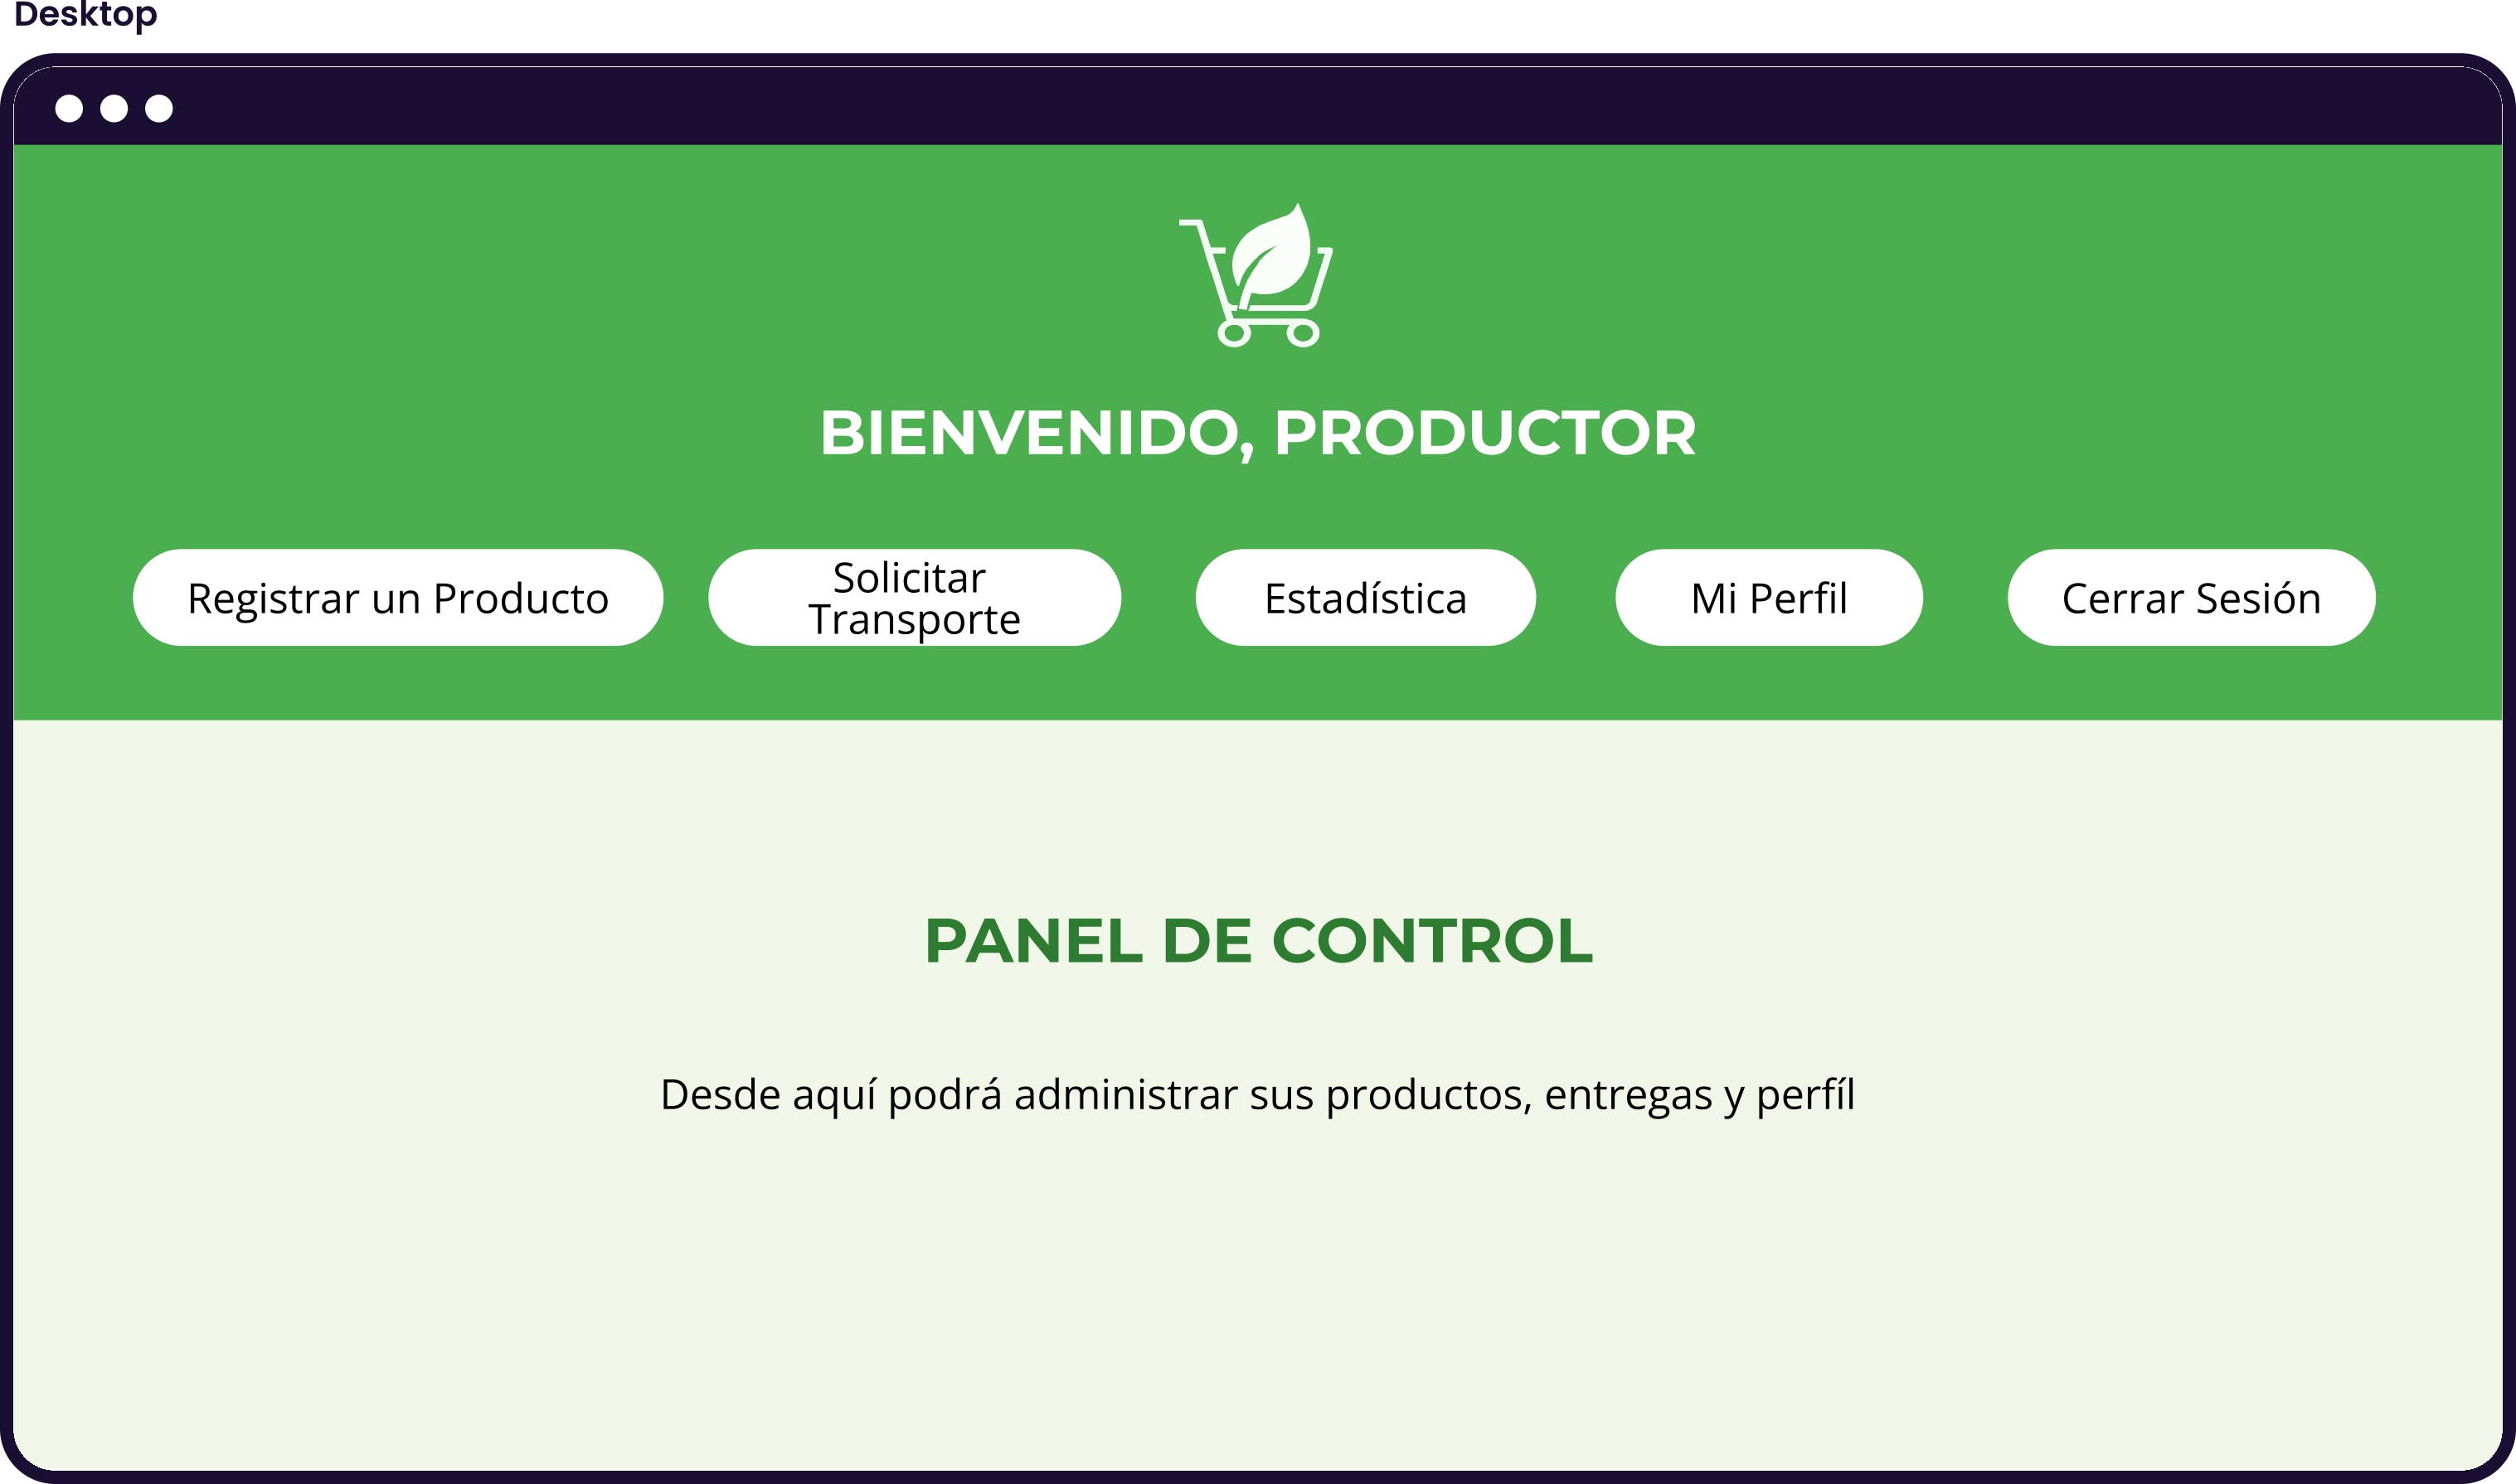 Desktop
BIENVENIDO, PRODUCTOR
Registrar un Producto
Solicitar
Transporte
Estadística
Mi Perfil
Cerrar Sesión
PANEL DE CONTROL
Desde aquí podrá administrar sus productos, entregas y perfil